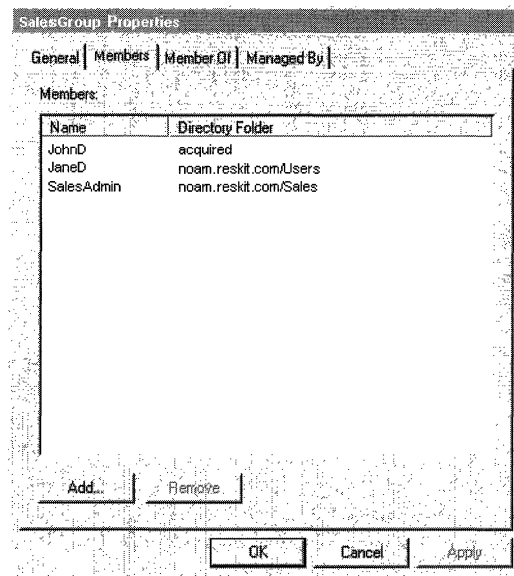 SalesGroup Properties
General Members Member Of Managed By
Members:
Name Directory Folder
JohnD acquired
JaneD noam.reskit.com/Users
SalesAdmin noam.reskit.com/Sales
Add... Remove
OK Cancel Apply